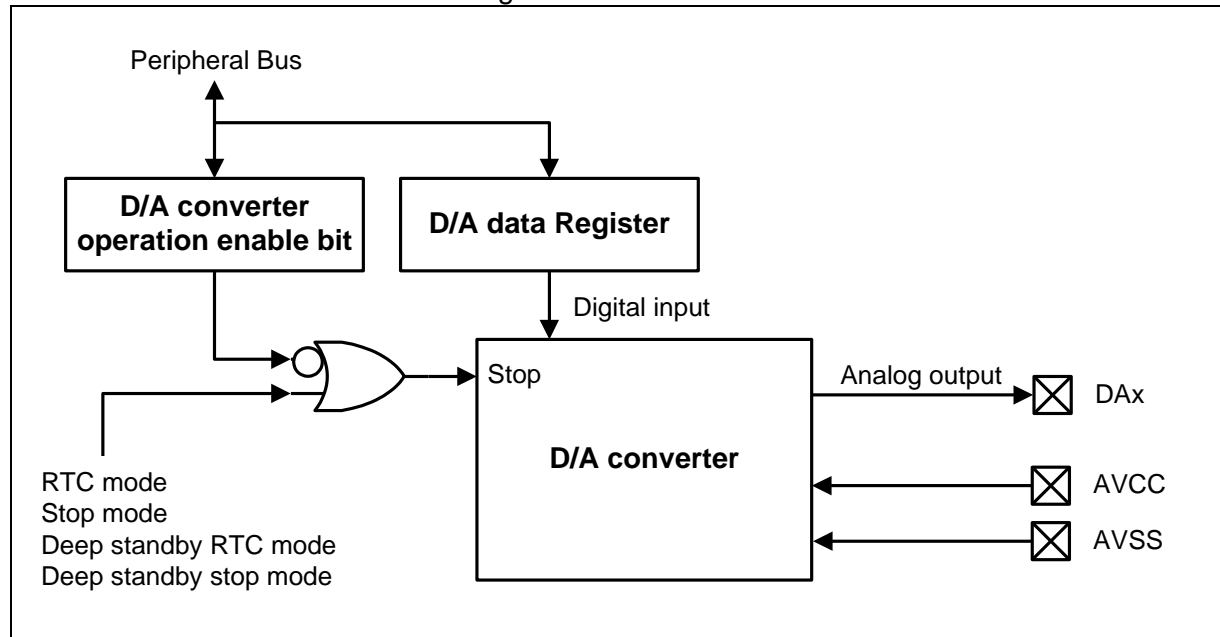 Peripheral Bus
D/A converter
operation enable bit
D/A data Register
Digital input
Stop
Analog output
DAx
D/A converter
AVCC
AVSS
RTC mode
Stop mode
Deep standby RTC mode
Deep standby stop mode